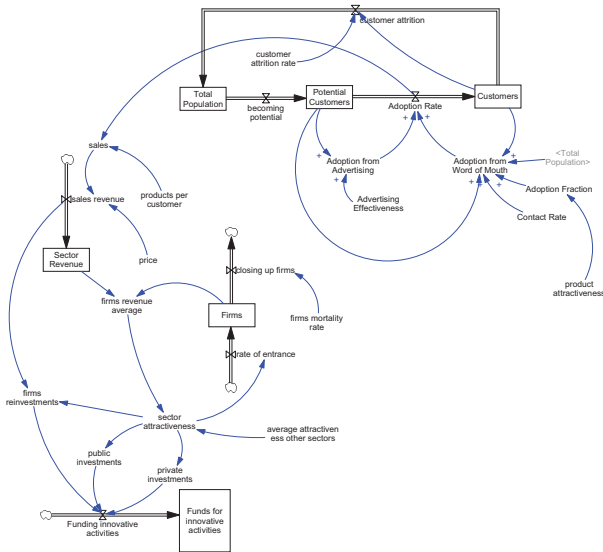 customer attrition
customer
attrition rate
Total
Population
becoming
potential
Potential
Customers
Adoption Rate
Customers
sales
Adoption from
Advertising
Adoption from
Word of Mouth
<Total
Population>
Advertising
Effectiveness
Adoption Fraction
Contact Rate
products per
customer
sales revenue
price
product
attractiveness
Sector
Revenue
closing up firms
firms revenue
average
Firms
firms mortality
rate
rate of entrance
firms
reinvestments
sector
attractiveness
average attractiven
ess other sectors
public
investments
private
investments
Funding innovative
activities
Funds for
innovative
activities